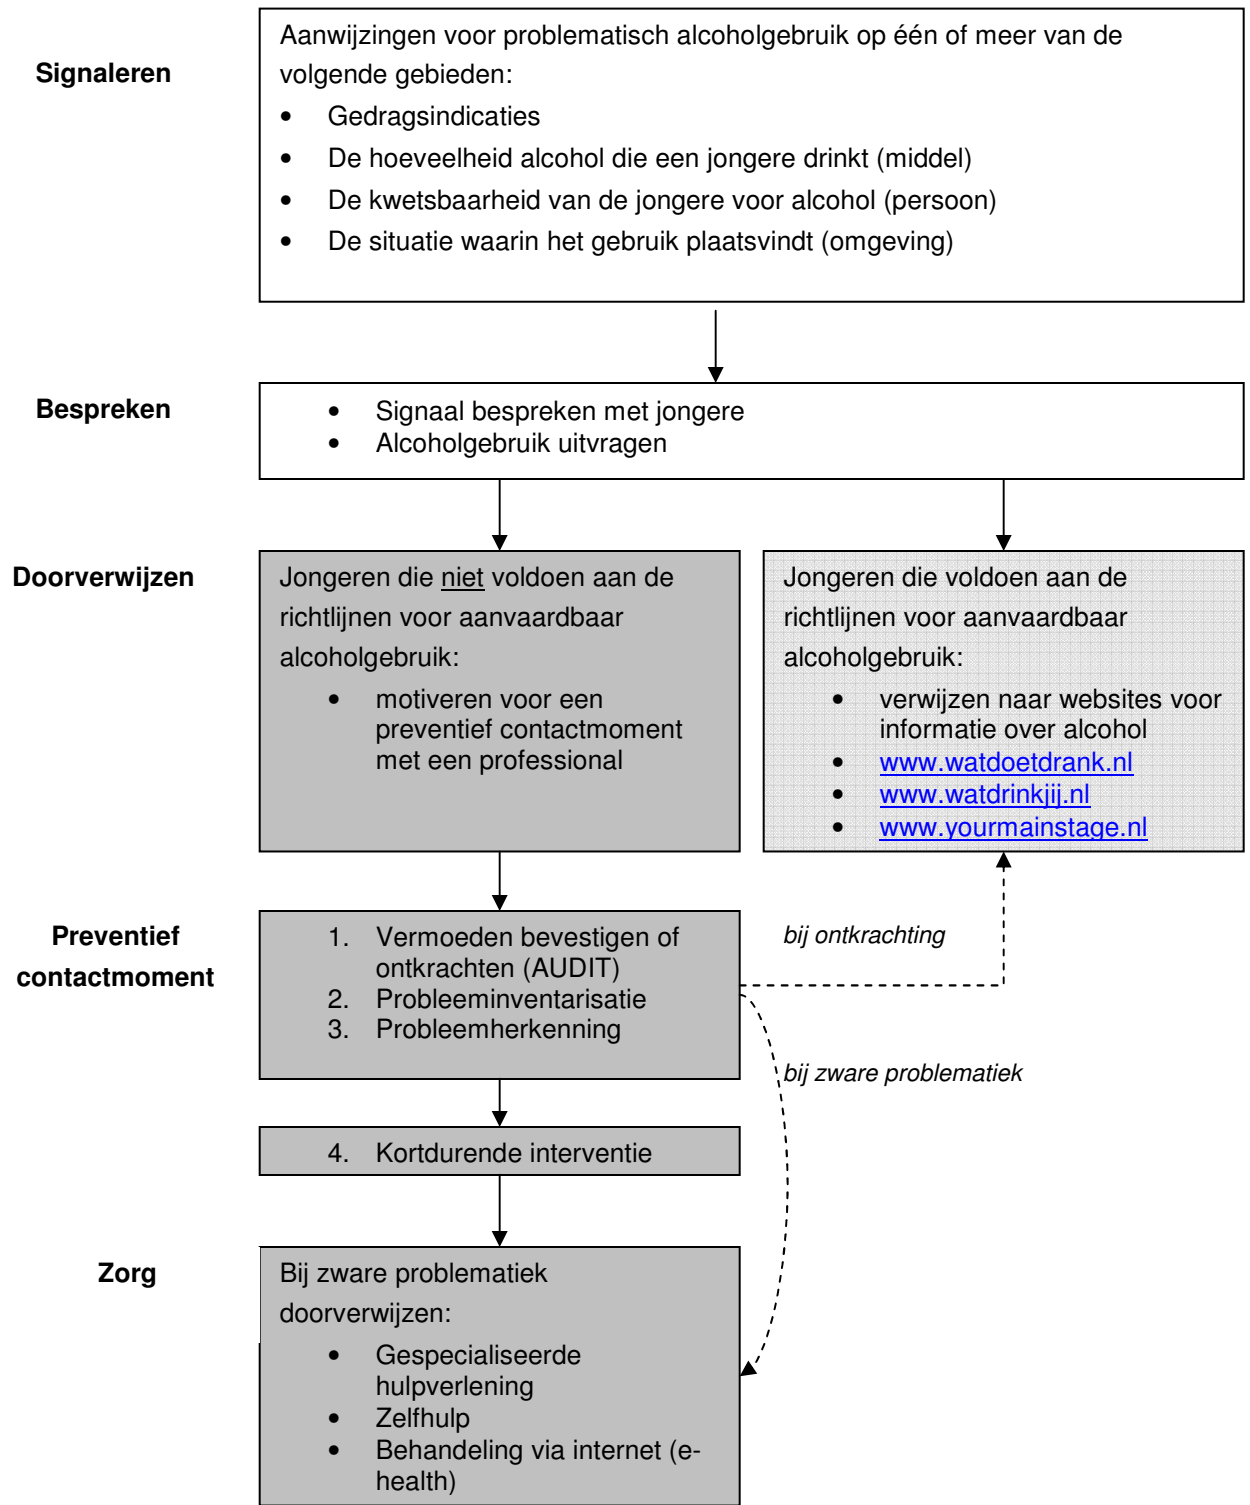 Signaleren
Aanwijzingen voor problematisch alcoholgebruik op één of meer van de
volgende gebieden:
• Gedragsindicaties
• De hoeveelheid alcohol die een jongere drinkt (middel)
• De kwetsbaarheid van de jongere voor alcohol (persoon)
• De situatie waarin het gebruik plaatsvindt (omgeving)
Bespreken
• Signaal bespreken met jongere
• Alcoholgebruik uitvragen
Doorverwijzen
Jongeren die niet voldoen aan de
richtlijnen voor aanvaardbaar
alcoholgebruik:
• motiveren voor een
preventief contactmoment
met een professional
Jongeren die voldoen aan de
richtlijnen voor aanvaardbaar
alcoholgebruik:
• verwijzen naar websites voor
informatie over alcohol
• www.watdoetdrank.nl
• www.watdrinkjij.nl
• www.yourmainstage.nl
Preventief
contactmoment
1. Vermoeden bevestigen of
ontkrachten (AUDIT)
2. Probleeminventarisatie
3. Probleemherkenning
bij ontkrachting
bij zware problematiek
4. Kortdurende interventie
Zorg
Bij zware problematiek
doorverwijzen:
• Gespecialiseerde
hulpverlening
• Zelfhulp
• Behandeling via internet (e-
health)